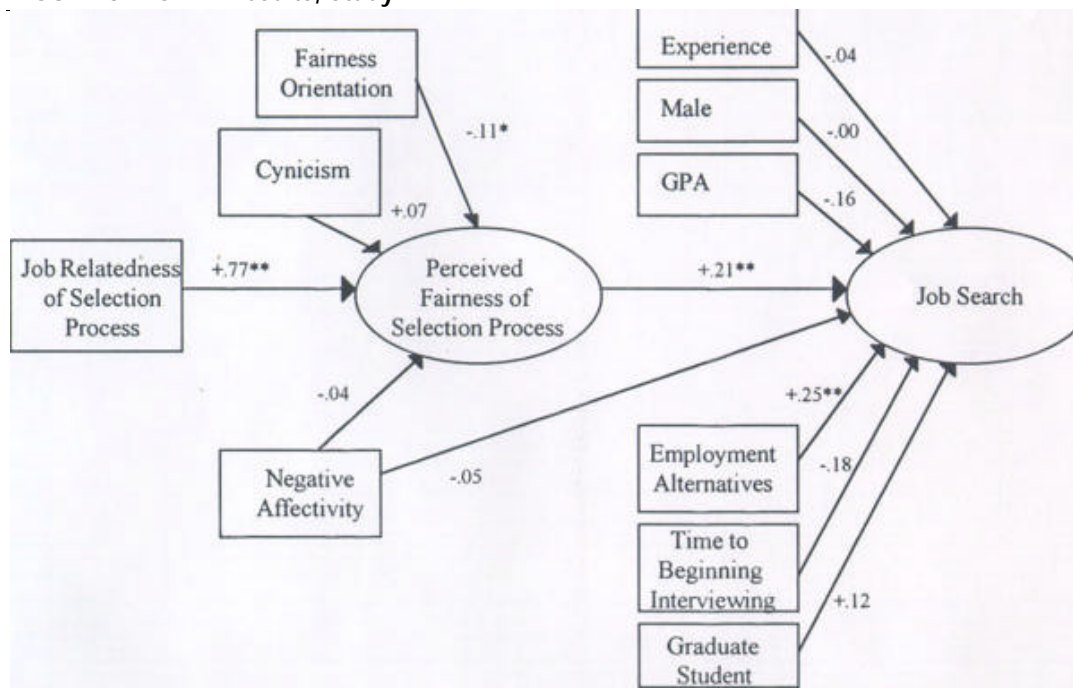 Experience
-.04
Fairness
Orientation
Male
-.11*
-.00
Cynicism
GPA
-.16
+.07
Job Relatedness
of Selection
Process
+.77**
Perceived
Fairness of
Selection Process
+.21**
Job Search
-.04
+.25**
Negative
Affectivity
-.05
Employment
Alternatives
-.18
Time to
Beginning
Interviewing
+.12
Graduate
Student